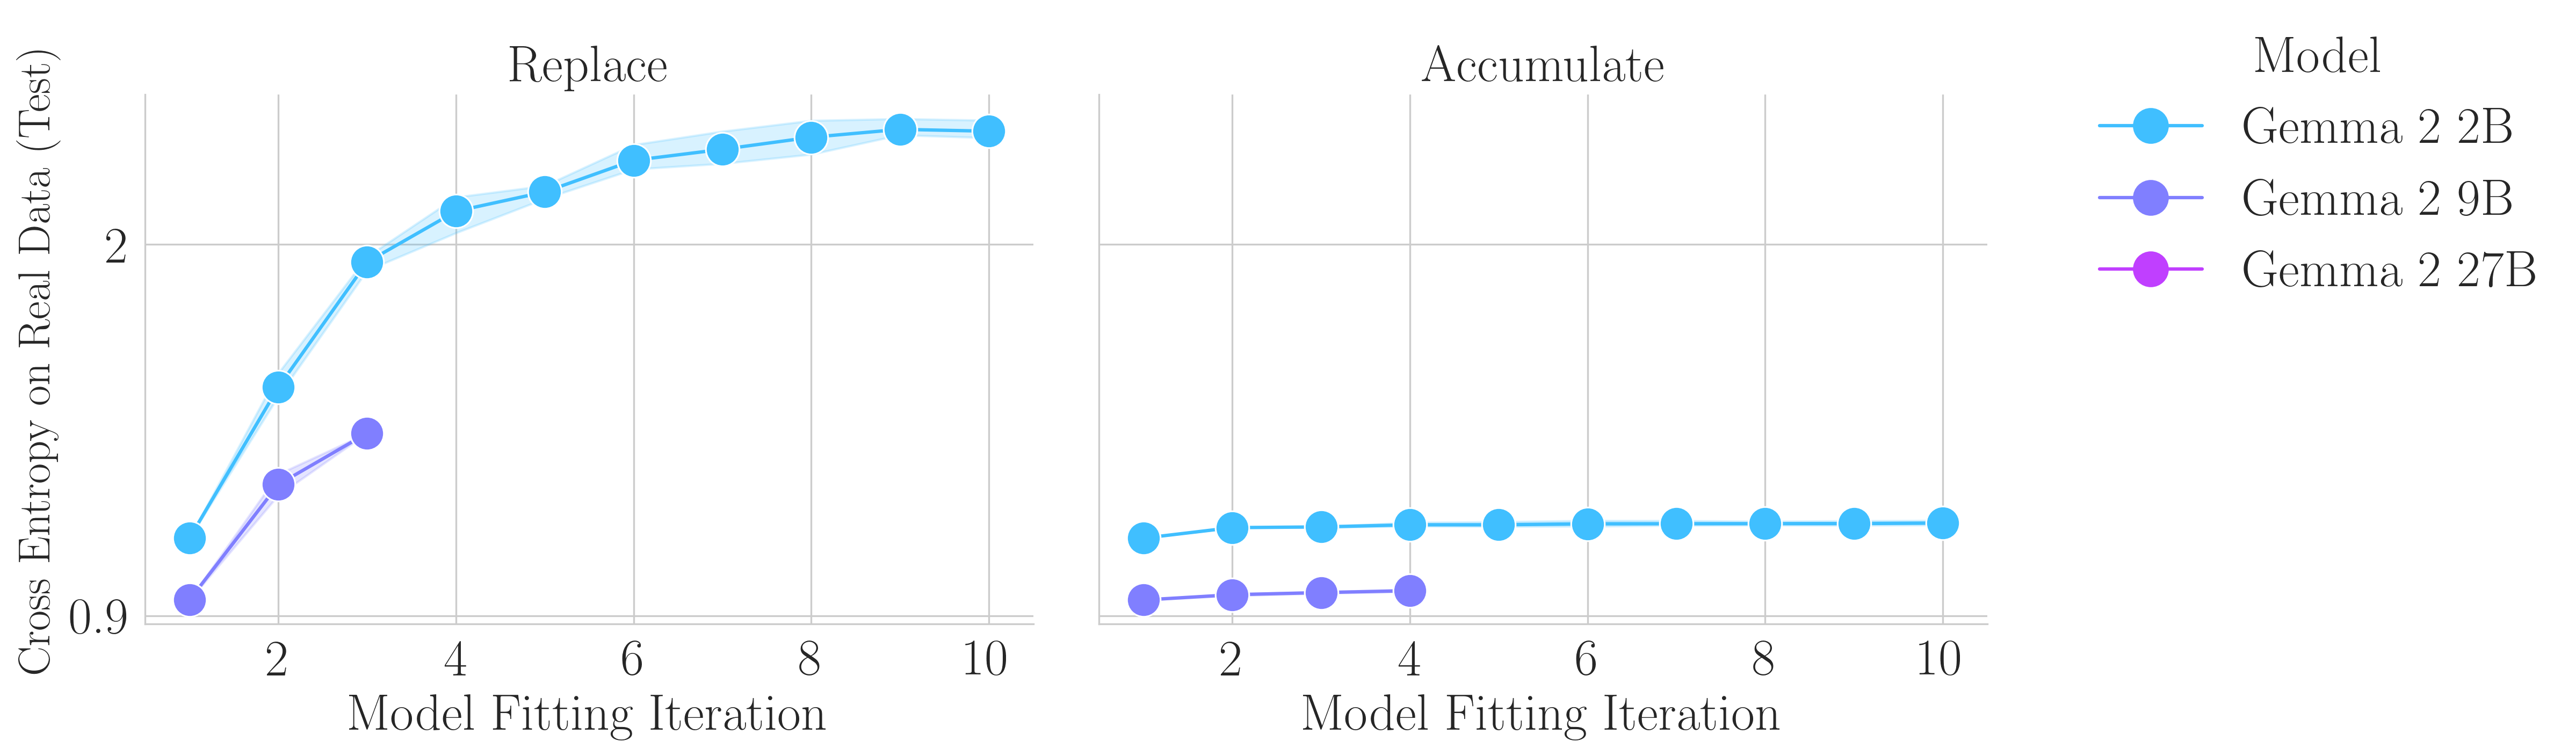 Replace
Accumulate
Model
Gemma 2 2B
Gemma 2 9B
Gemma 2 27B
Cross Entropy on Real Data (Test)
2
0.9
2 4 6 8 10
2 4 6 8 10
Model Fitting Iteration
Model Fitting Iteration